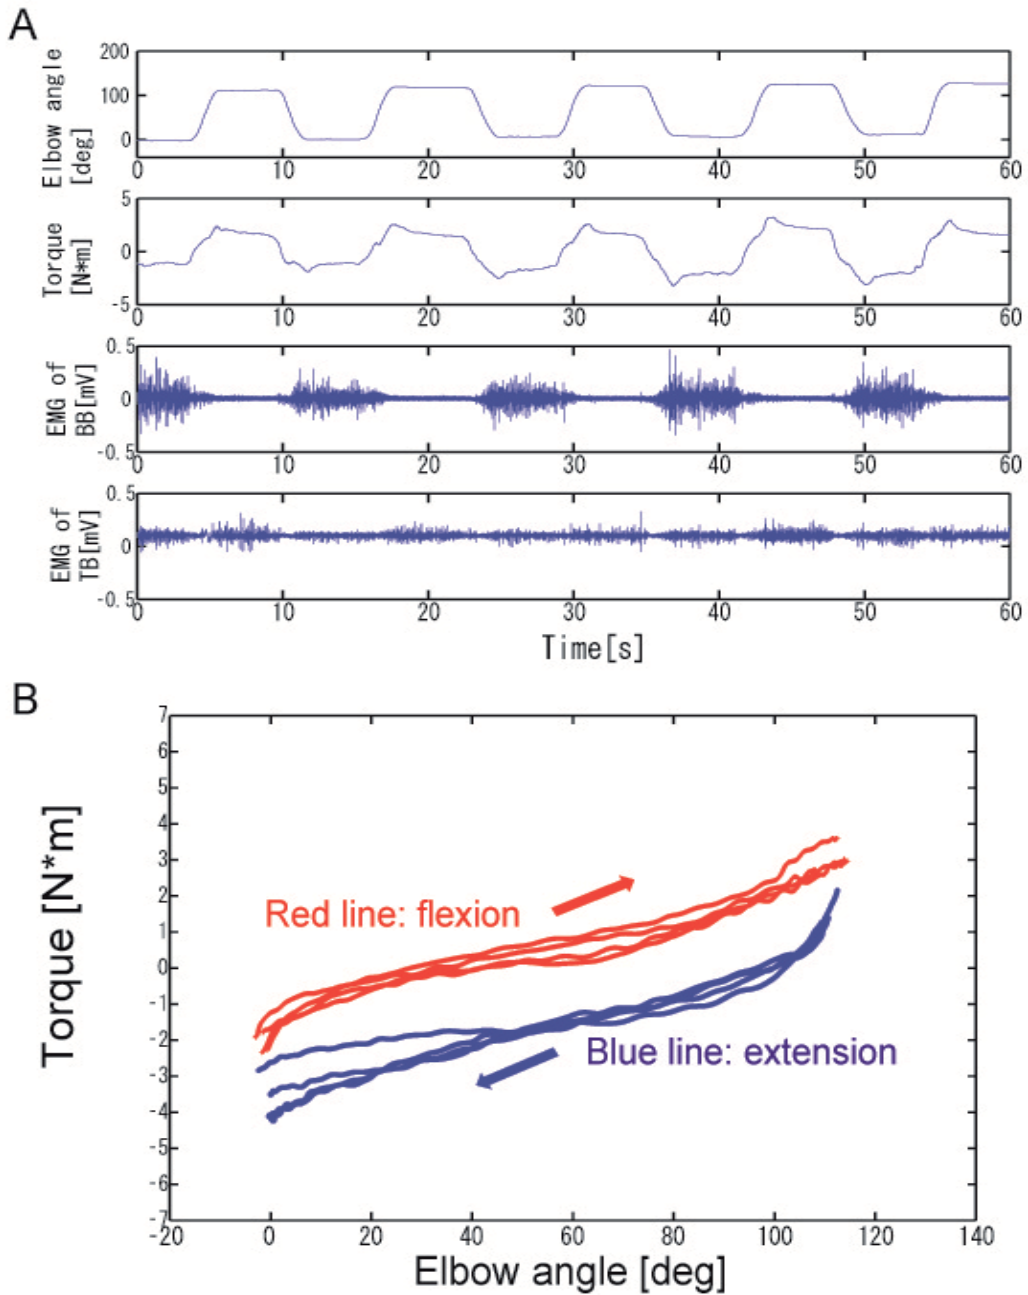 A
Elbow angle
[deg]
200
100
0
0 10 20 30 40 50 60
Torque
[N*m]
5
0
-5
0 10 20 30 40 50 60
EMG of
BB[mV]
0.5
0
-0.5
0 10 20 30 40 50 60
EMG of
TB[mV]
0.5
0
-0.5
0 10 20 30 40 50 60
Time[s]
B
Torque [N*m]
7
6
5
4
3
2
1
0
-1
-2
-3
-4
-5
-6
-7
Red line: flexion
Blue line: extension
-20 0 20 40 60 80 100 120 140
Elbow angle [deg]